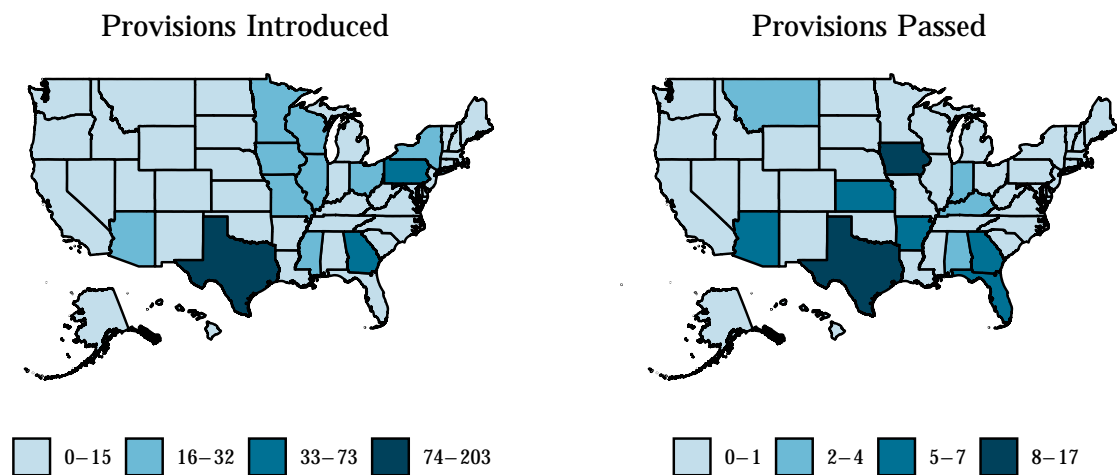 Provisions Introduced
Provisions Passed
0–15 16–32 33–73 74–203
0–1 2–4 5–7 8–17